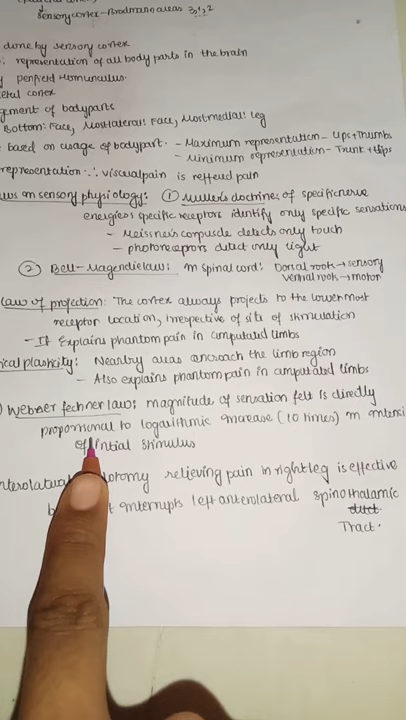 sensory cortex - Brodmann areas 3,1,2
done by sensory cortex
: representation of all body parts in the brain
penfield Homunculus.
cortex
gement of bodyparts
Bottom: Face, Mostlateral: Face, Mostmedial: leg
based on usage of bodypart. - Maximum representation - Lips + Thumbs
- Minimum representation - Trunk + Hips
representation ∴ visceral pain is reffered pain
laws on sensory physiology: ① Muller's doctrine: of specific nerve
energies: specific receptors identify only specific sensations
- Meissner's corpuscle detects only touch
- photoreceptors detect only light
② Bell-Magendie law: In spinal cord: Dorsal root → sensory
Ventral root → motor
Law of projection: The cortex always projects to the lowermost
receptor location, irrespective of site of stimulation
- It Explains phantom pain in amputated limbs
ical plasticity: Nearby areas encroach the limb region
- Also explains phantom pain in amputated limbs
) Webner fechner law: magnitude of sensation felt is directly
proportional to logarithmic increase (10 times) in intensi
of initial stimulus
nterolatual otomy relieving pain in right leg is effective
t interrupts left anterolateral spinothalamic
duct
Tract.